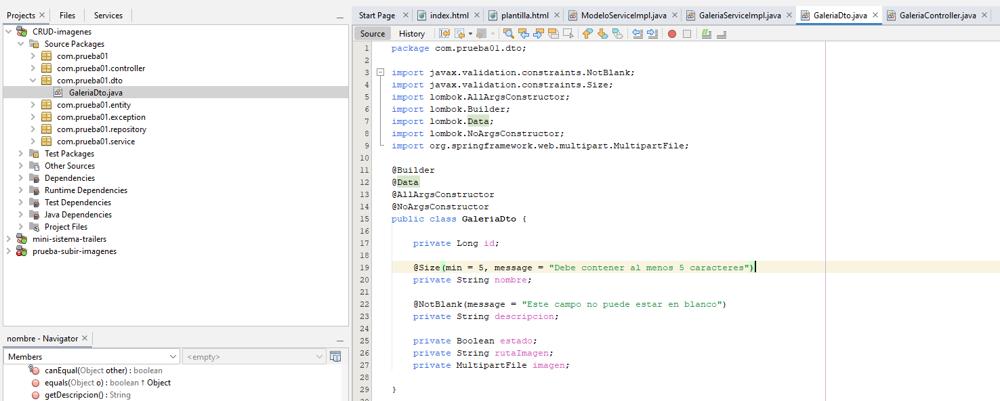 Projects
Files
Services
CRUD-imagenes
Source Packages
com.prueba01
com.prueba01.controller
com.prueba01.dto
GaleriaDto.java
com.prueba01.entity
com.prueba01.exception
com.prueba01.repository
com.prueba01.service
Test Packages
Other Sources
Dependencies
Runtime Dependencies
Test Dependencies
Java Dependencies
Project Files
mini-sistema-trailers
prueba-subir-imagenes
nombre - Navigator
Members
<empty>
canEqual(Object other) : boolean
equals(Object o) : boolean ↑ Object
getDescripcion() : String
Start Page
index.html
plantilla.html
ModeloServiceImpl.java
GaleriaServiceImpl.java
GaleriaDto.java
GaleriaController.java
Source
History
1 package com.prueba01.dto;
2
3 import javax.validation.constraints.NotBlank;
4 import javax.validation.constraints.Size;
5 import lombok.AllArgsConstructor;
6 import lombok.Builder;
7 import lombok.Data;
8 import lombok.NoArgsConstructor;
9 import org.springframework.web.multipart.MultipartFile;
10
11 @Builder
12 @Data
13 @AllArgsConstructor
14 @NoArgsConstructor
15 public class GaleriaDto {
16
17 private Long id;
18
19 @Size(min = 5, message = "Debe contener al menos 5 caracteres")
20 private String nombre;
21
22 @NotBlank(message = "Este campo no puede estar en blanco")
23 private String descripcion;
24
25 private Boolean estado;
26 private String rutaImagen;
27 private MultipartFile imagen;
28
29 }